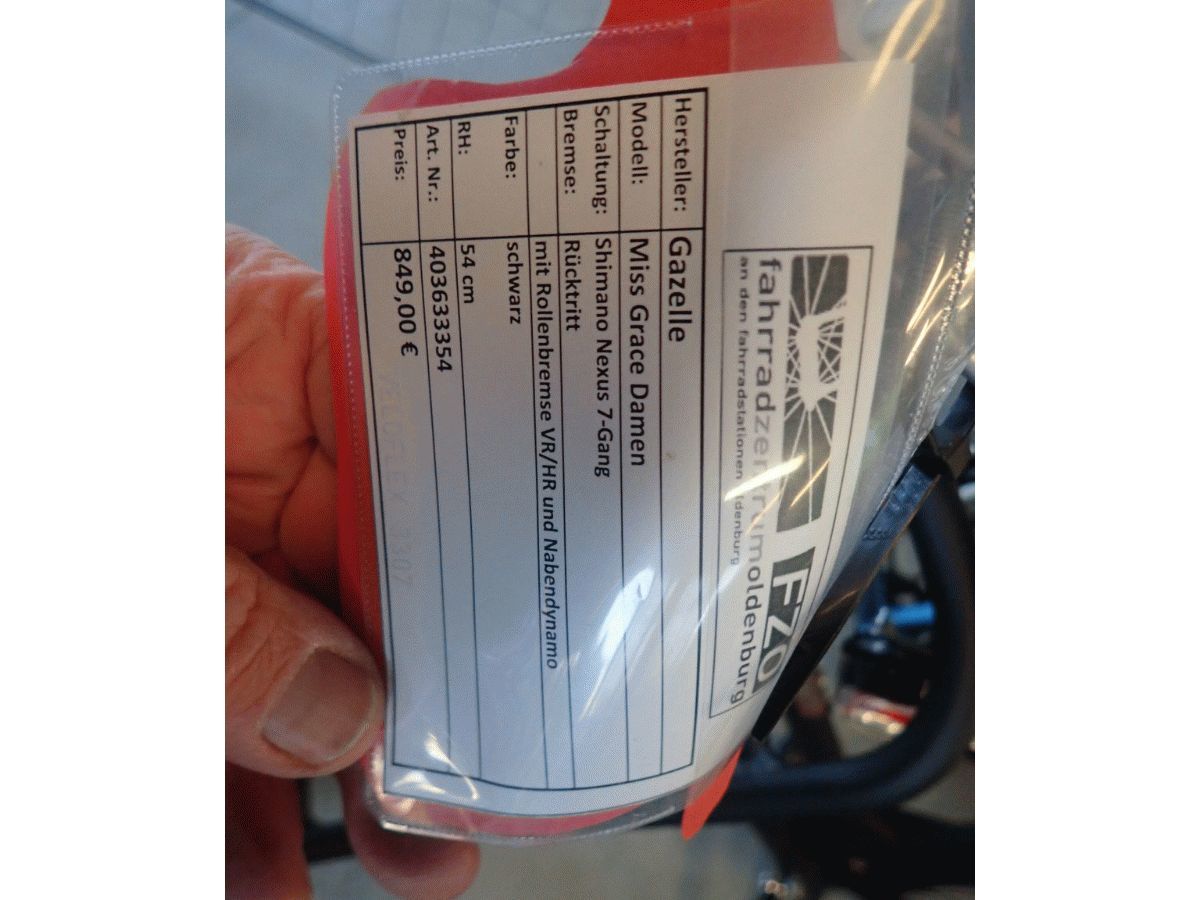 FZO
fahrradzentrumoldenburg
an den fahrradstationen oldenburg
Hersteller: Gazelle
Modell: Miss Grace Damen
Schaltung: Shimano Nexus 7-Gang
Bremse: Rücktritt
mit Rollenbremse VR/HR und Nabendynamo
Farbe: schwarz
RH: 54 cm
Art. Nr.: 403633354
Preis: 849,00 €